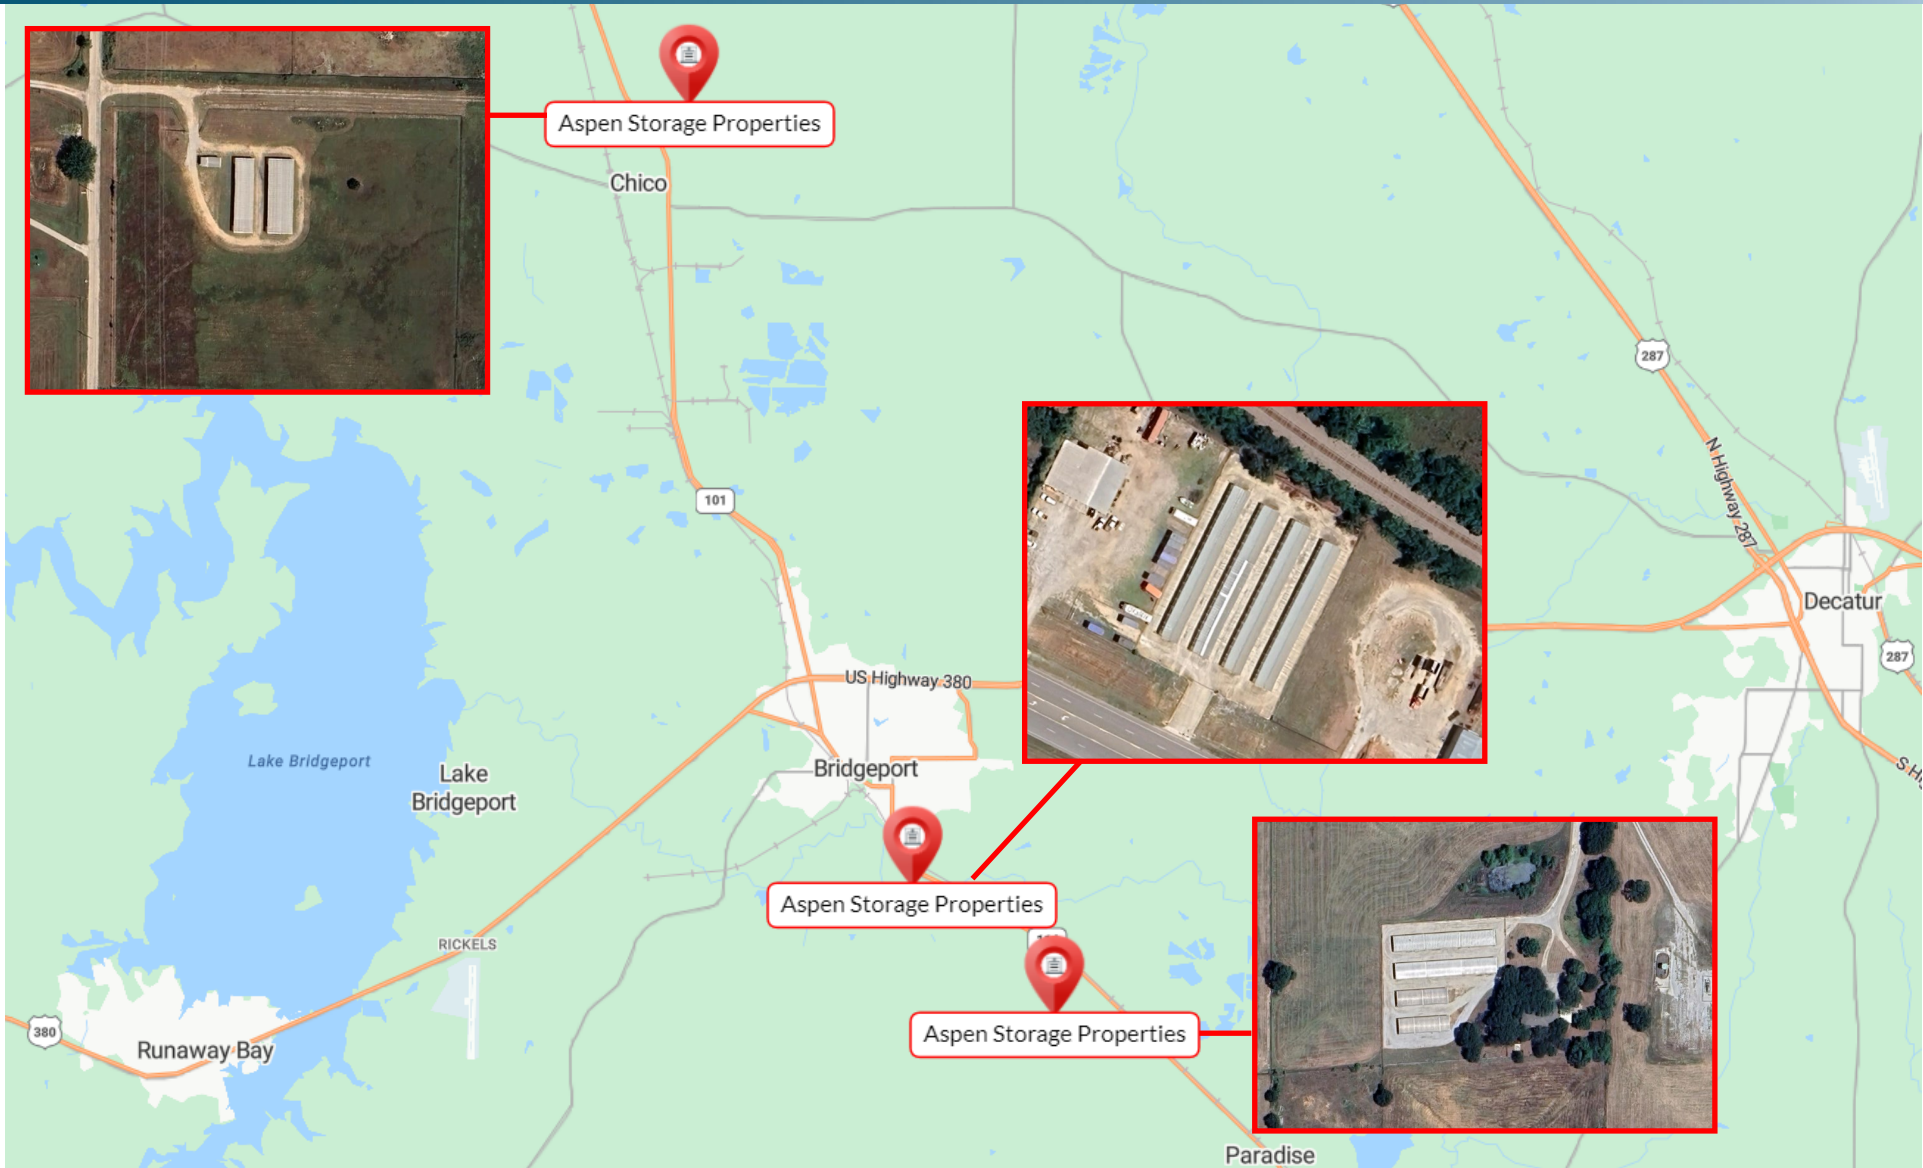 Aspen Storage Properties
Chico
287
N Highway 287
101
Decatur
287
US Highway 380
Lake Bridgeport
Lake
Bridgeport
Bridgeport
S
Aspen Storage Properties
RICKELS
380
Aspen Storage Properties
Runaway Bay
Paradise